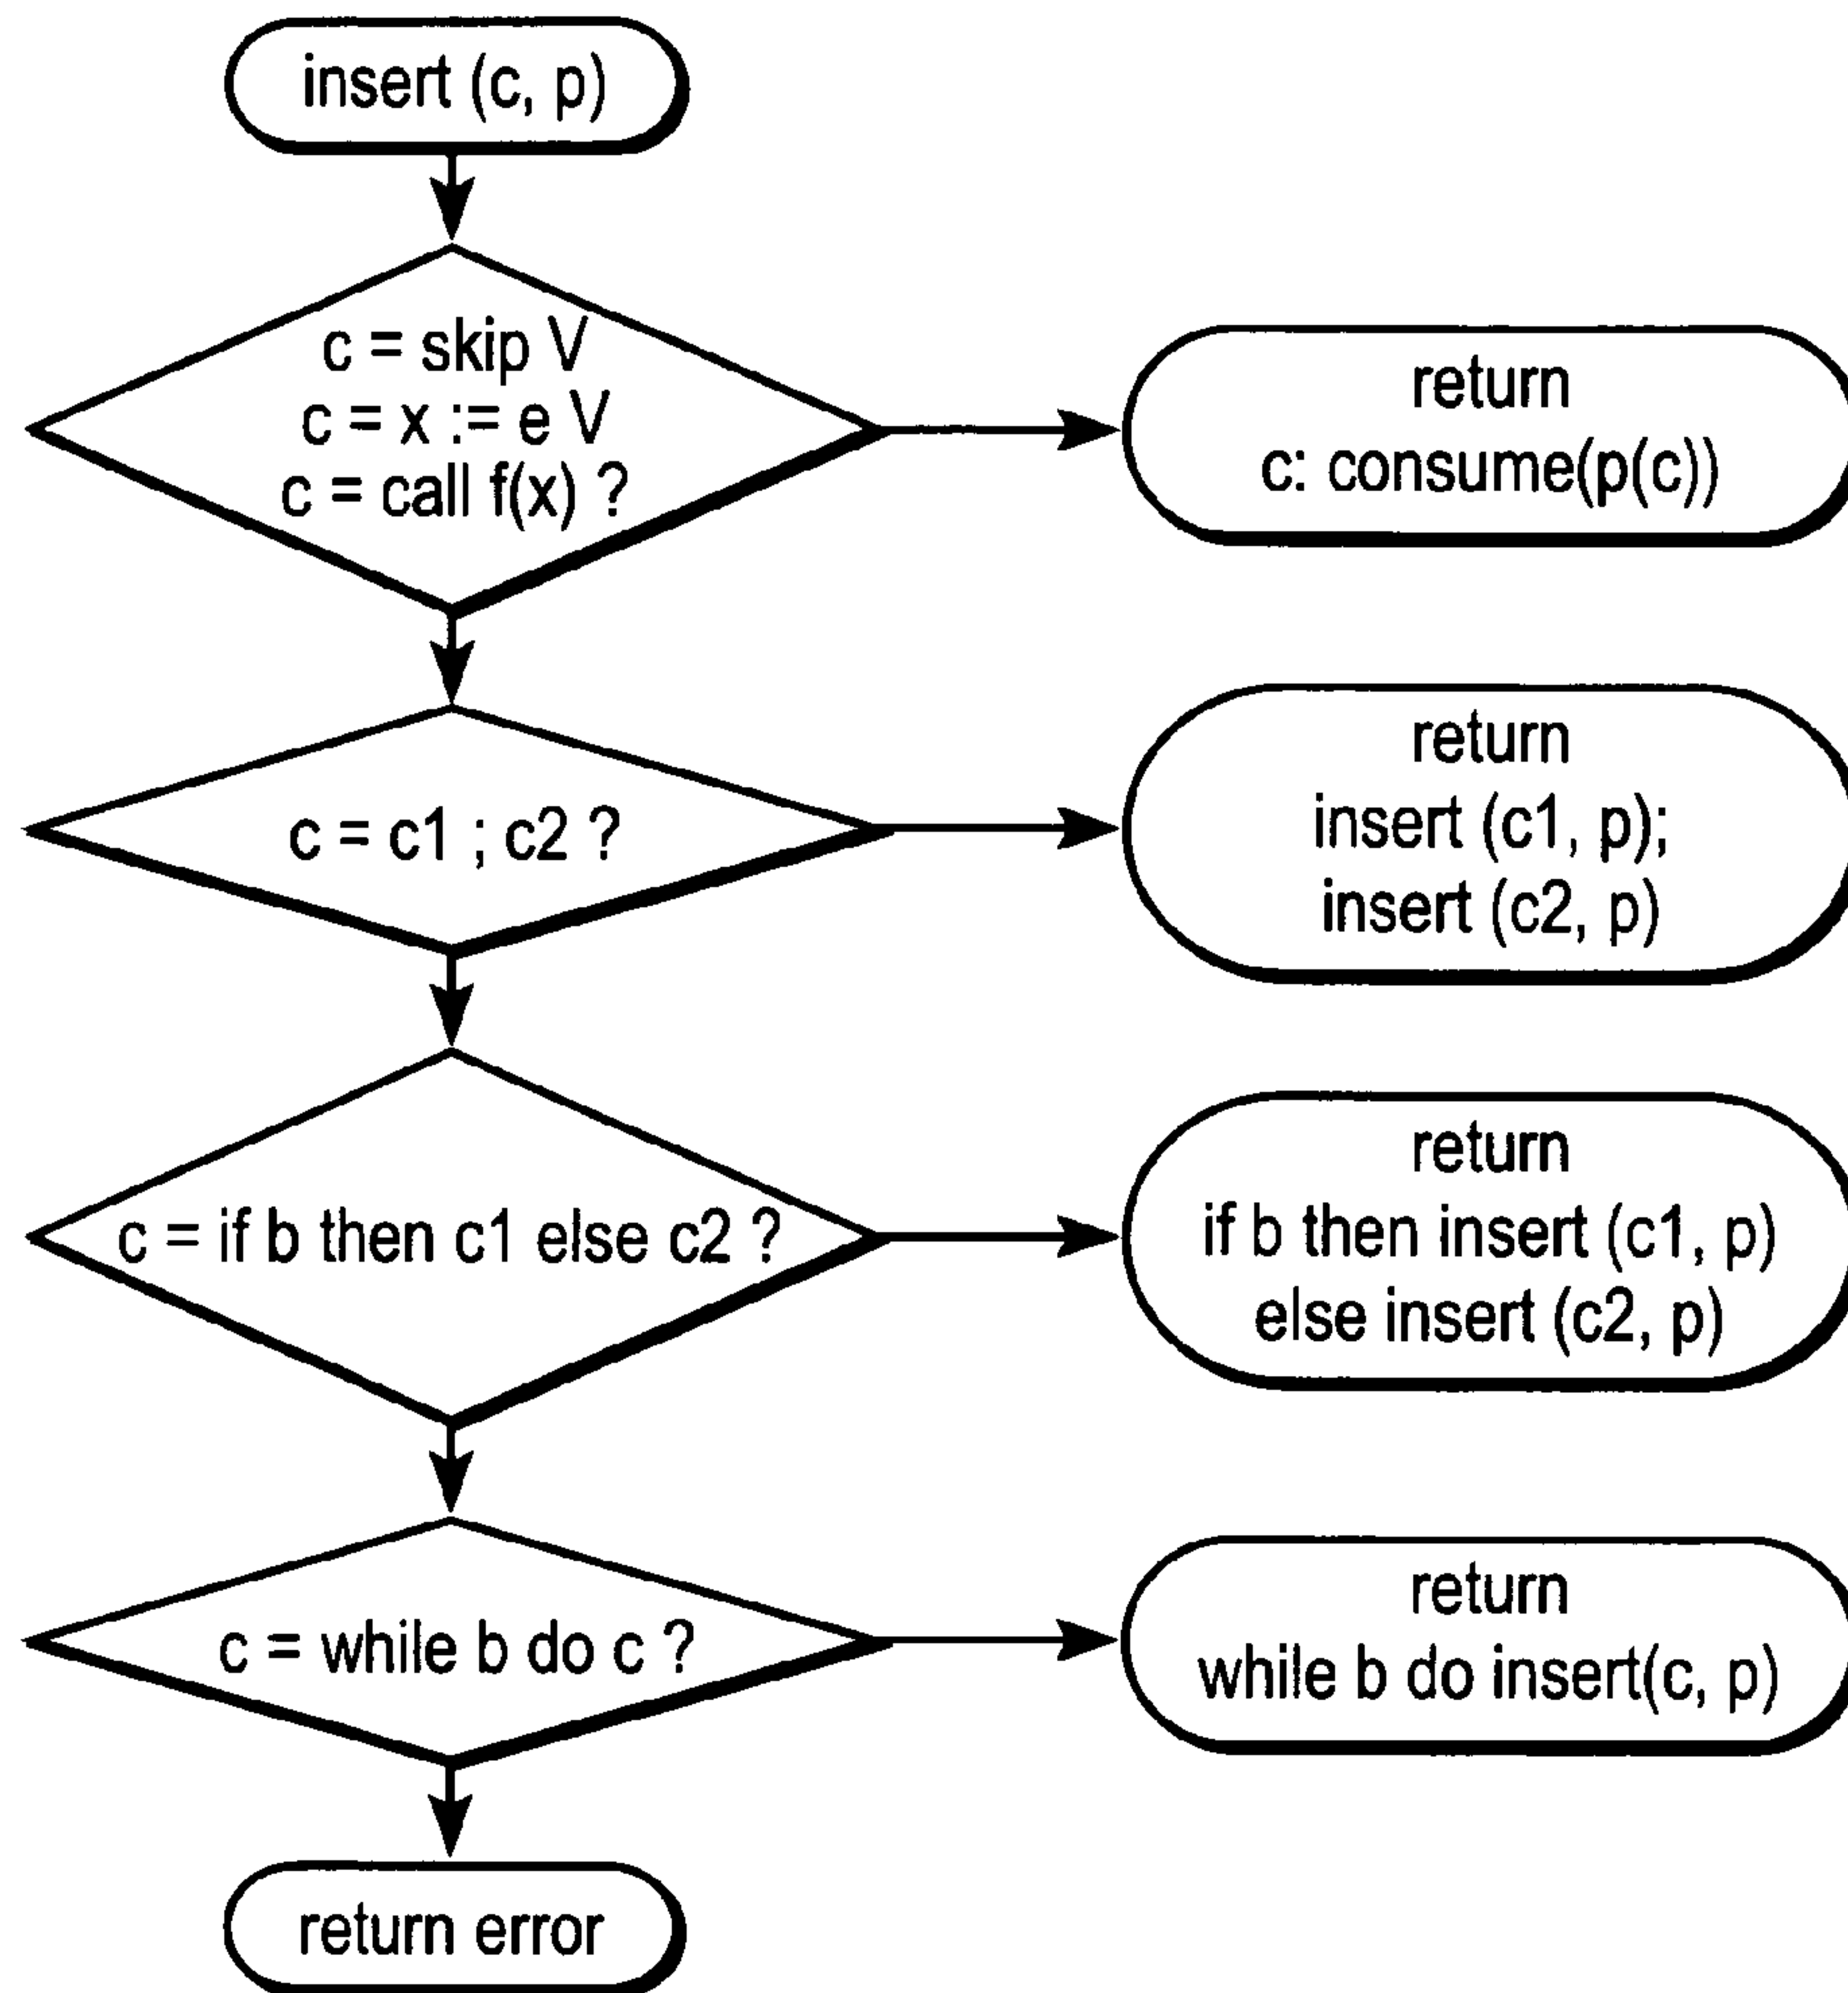 insert (c, p)
c = skip V
c = x := e V
c = call f(x) ?
return
c: consume(p(c))
c = c1 ; c2 ?
return
insert (c1, p);
insert (c2, p)
c = if b then c1 else c2 ?
return
if b then insert (c1, p)
else insert (c2, p)
c = while b do c ?
return
while b do insert(c, p)
return error